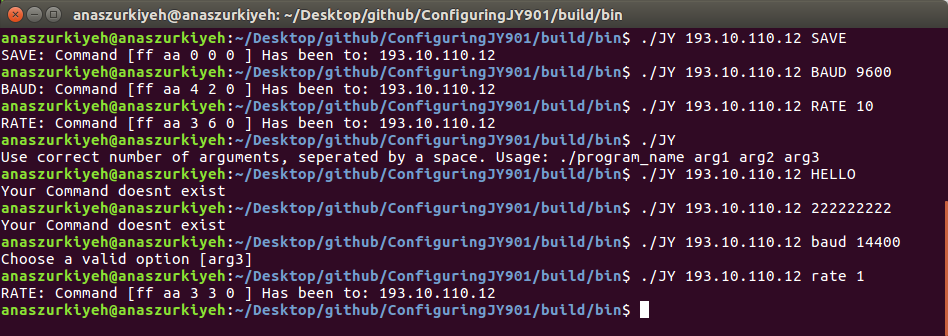 anaszurkiyeh@anaszurkiyeh: ~/Desktop/github/ConfiguringJY901/build/bin
anaszurkiyeh@anaszurkiyeh:~/Desktop/github/ConfiguringJY901/build/bin$ ./JY 193.10.110.12 SAVE
SAVE: Command [ff aa 0 0 0 ] Has been to: 193.10.110.12
anaszurkiyeh@anaszurkiyeh:~/Desktop/github/ConfiguringJY901/build/bin$ ./JY 193.10.110.12 BAUD 9600
BAUD: Command [ff aa 4 2 0 ] Has been to: 193.10.110.12
anaszurkiyeh@anaszurkiyeh:~/Desktop/github/ConfiguringJY901/build/bin$ ./JY 193.10.110.12 RATE 10
RATE: Command [ff aa 3 6 0 ] Has been to: 193.10.110.12
anaszurkiyeh@anaszurkiyeh:~/Desktop/github/ConfiguringJY901/build/bin$ ./JY
Use correct number of arguments, seperated by a space. Usage: ./program_name arg1 arg2 arg3
anaszurkiyeh@anaszurkiyeh:~/Desktop/github/ConfiguringJY901/build/bin$ ./JY 193.10.110.12 HELLO
Your Command doesnt exist
anaszurkiyeh@anaszurkiyeh:~/Desktop/github/ConfiguringJY901/build/bin$ ./JY 193.10.110.12 222222222
Your Command doesnt exist
anaszurkiyeh@anaszurkiyeh:~/Desktop/github/ConfiguringJY901/build/bin$ ./JY 193.10.110.12 baud 14400
Choose a valid option [arg3]
anaszurkiyeh@anaszurkiyeh:~/Desktop/github/ConfiguringJY901/build/bin$ ./JY 193.10.110.12 rate 1
RATE: Command [ff aa 3 3 0 ] Has been to: 193.10.110.12
anaszurkiyeh@anaszurkiyeh:~/Desktop/github/ConfiguringJY901/build/bin$